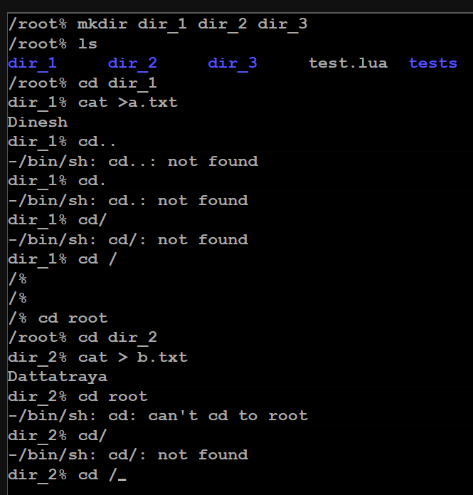 /root% mkdir dir_1 dir_2 dir_3
/root% ls
dir_1 dir_2 dir_3 test.lua tests
/root% cd dir_1
dir_1% cat >a.txt
Dinesh
dir_1% cd..
-/bin/sh: cd..: not found
dir_1% cd.
-/bin/sh: cd.: not found
dir_1% cd/
-/bin/sh: cd/: not found
dir_1% cd /
/%
/%
/% cd root
/root% cd dir_2
dir_2% cat > b.txt
Dattatraya
dir_2% cd root
-/bin/sh: cd: can't cd to root
dir_2% cd/
-/bin/sh: cd/: not found
dir_2% cd /_